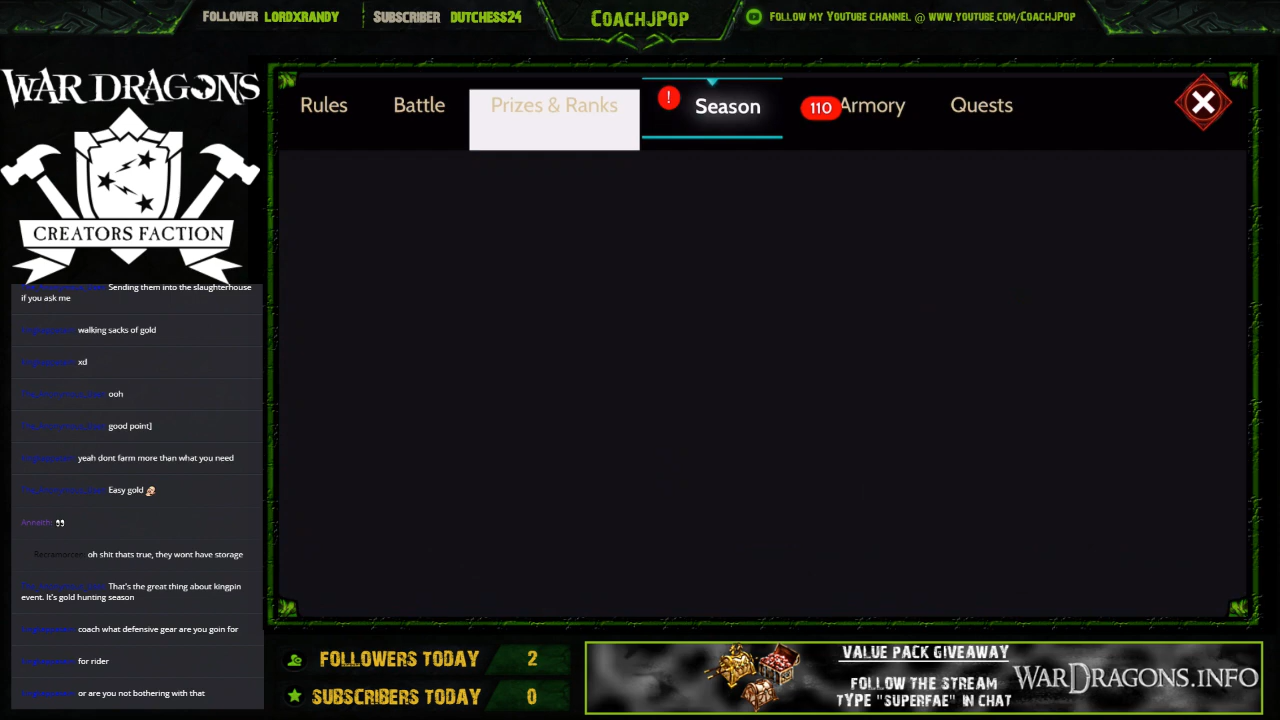 FOLLOWER LORDXRANDY
SUBSCRIBER DUTCHESS24
COACHJPOP
FOLLOW MY YOUTUBE CHANNEL @ WWW.YOUTUBE.COM/COACHJPOP
WAR DRAGONS
CREATORS FACTION
Rules
Battle
Prizes & Ranks
!
Season
110
Armory
Quests
Sending them into the slaughterhouse
if you ask me
walking sacks of gold
xd
ooh
good point]
yeah dont farm more than what you need
Easy gold
Anneith:
oh shit thats true, they wont have storage
That's the great thing about kingpin
event. It's gold hunting season
coach what defensive gear are you goin for
for rider
or are you not bothering with that
FOLLOWERS TODAY 2
SUBSCRIBERS TODAY 0
VALUE PACK GIVEAWAY
FOLLOW THE STREAM
TYPE "SUPERFAE" IN CHAT
WARDRAGONS.INFO